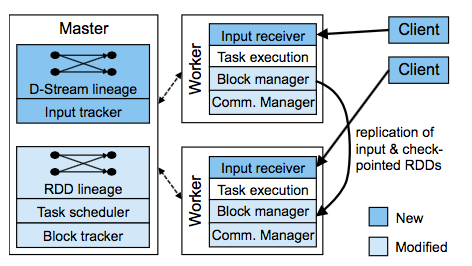 Master
D-Stream lineage
Input tracker
RDD lineage
Task scheduler
Block tracker
Worker
Input receiver
Task execution
Block manager
Comm. Manager
Worker
Input receiver
Task execution
Block manager
Comm. Manager
Client
Client
replication of
input & check-
pointed RDDs
New
Modified